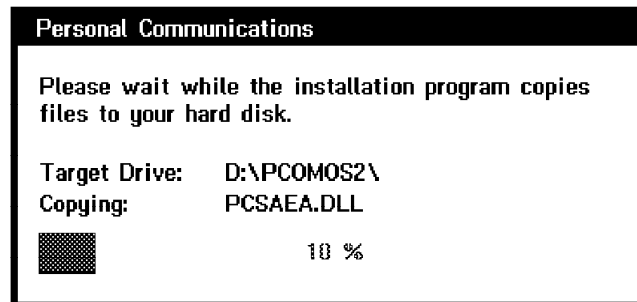 Personal Communications
Please wait while the installation program copies
files to your hard disk.
Target Drive: D:\PCOMOS2\
Copying: PCSAEA.DLL
10 %